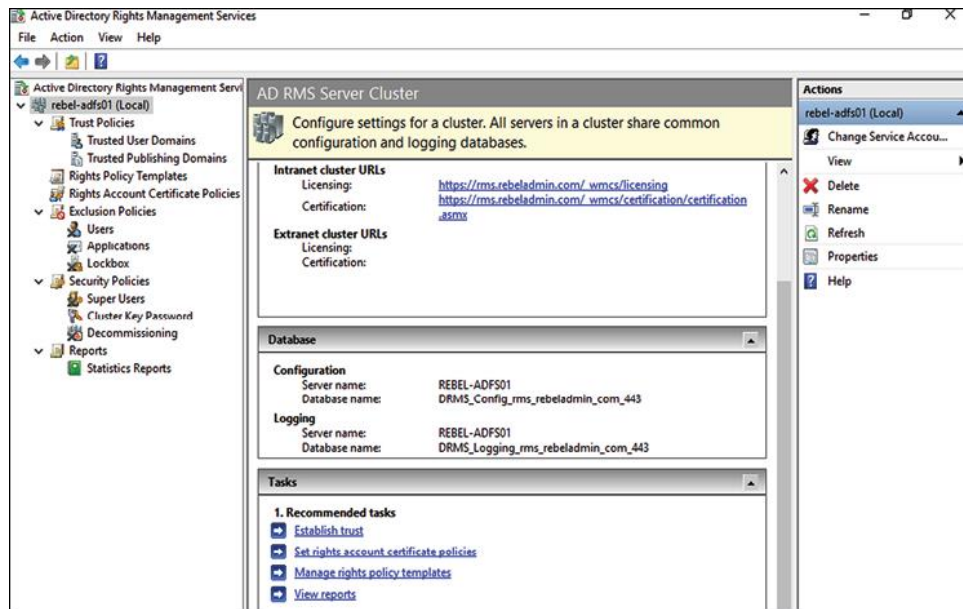 Active Directory Rights Management Services
File Action View Help
Active Directory Rights Management Servi
rebel-adfs01 (Local)
Trust Policies
Trusted User Domains
Trusted Publishing Domains
Rights Policy Templates
Rights Account Certificate Policies
Exclusion Policies
Users
Applications
Lockbox
Security Policies
Super Users
Cluster Key Password
Decommissioning
Reports
Statistics Reports
AD RMS Server Cluster
Configure settings for a cluster. All servers in a cluster share common
configuration and logging databases.
Intranet cluster URLs
Licensing: https://rms.rebeladmin.com/_wmcs/licensing
Certification: https://rms.rebeladmin.com/_wmcs/certification/certification
.asmx
Extranet cluster URLs
Licensing:
Certification:
Database
Configuration
Server name: REBEL-ADFS01
Database name: DRMS_Config_rms_rebeladmin_com_443
Logging
Server name: REBEL-ADFS01
Database name: DRMS_Logging_rms_rebeladmin_com_443
Tasks
1. Recommended tasks
Establish trust
Set rights account certificate policies
Manage rights policy templates
View reports
Actions
rebel-adfs01 (Local)
Change Service Accou...
View
Delete
Rename
Refresh
Properties
Help